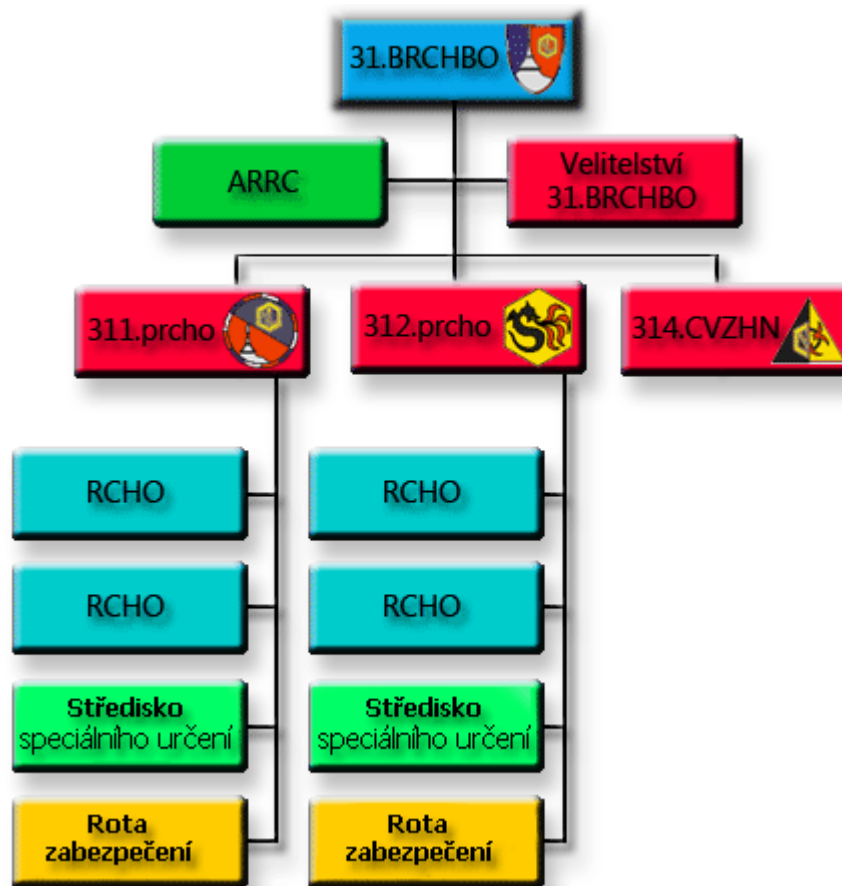 31.BRCHBO
ARRC
Velitelství
31.BRCHBO
311.prcho
312.prcho
314.CVZHN
RCHO
RCHO
RCHO
RCHO
Středisko
speciálního určení
Středisko
speciálního určení
Rota
zabezpečení
Rota
zabezpečení